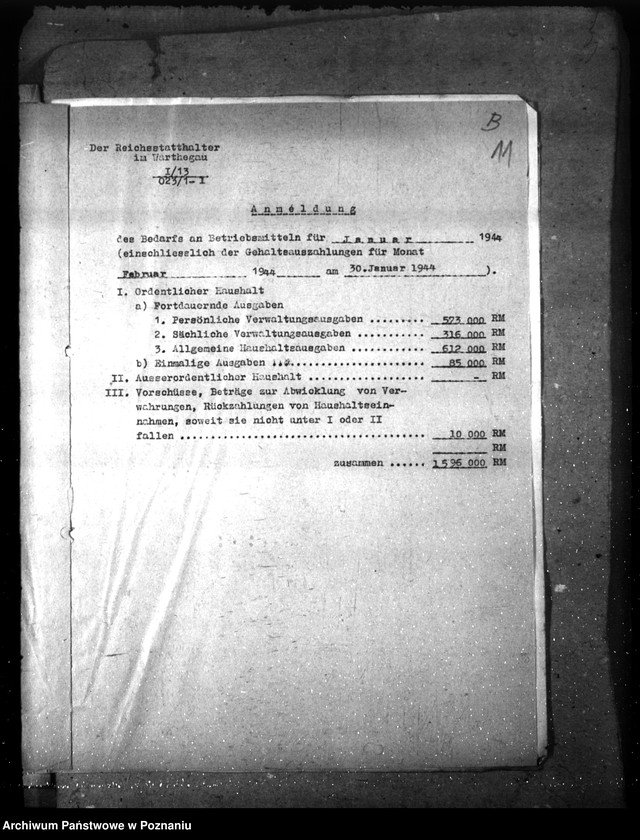 B
11
Der Reichsstatthalter
im Warthegau
I/13
023/1- I
Anmeldung
des Bedarfs an Betriebsmitteln für Januar 1944
(einschliesslich der Gehaltsauszahlungen für Monat
Februar 1944 am 30.Januar 1944 ).
I. Ordentlicher Haushalt
a) Fortdauernde Ausgaben
1. Persönliche Verwaltungsausgaben ......... 573 000 RM
2. Sächliche Verwaltungsausgaben ........... 316 000 RM
3. Allgemeine Haushaltsausgaben ............ 612 000 RM
b) Einmalige Ausgaben ......................... 85 000 RM
II. Ausserordentlicher Haushalt ................... - RM
III. Vorschüsse, Beträge zur Abwicklung von Ver-
wahrungen, Rückzahlungen von Haushaltsein-
nahmen, soweit sie nicht unter I oder II
fallen ........................................ 10 000 RM
RM
zusammen ...... 1 596 000 RM
Archiwum Państwowe w Poznaniu